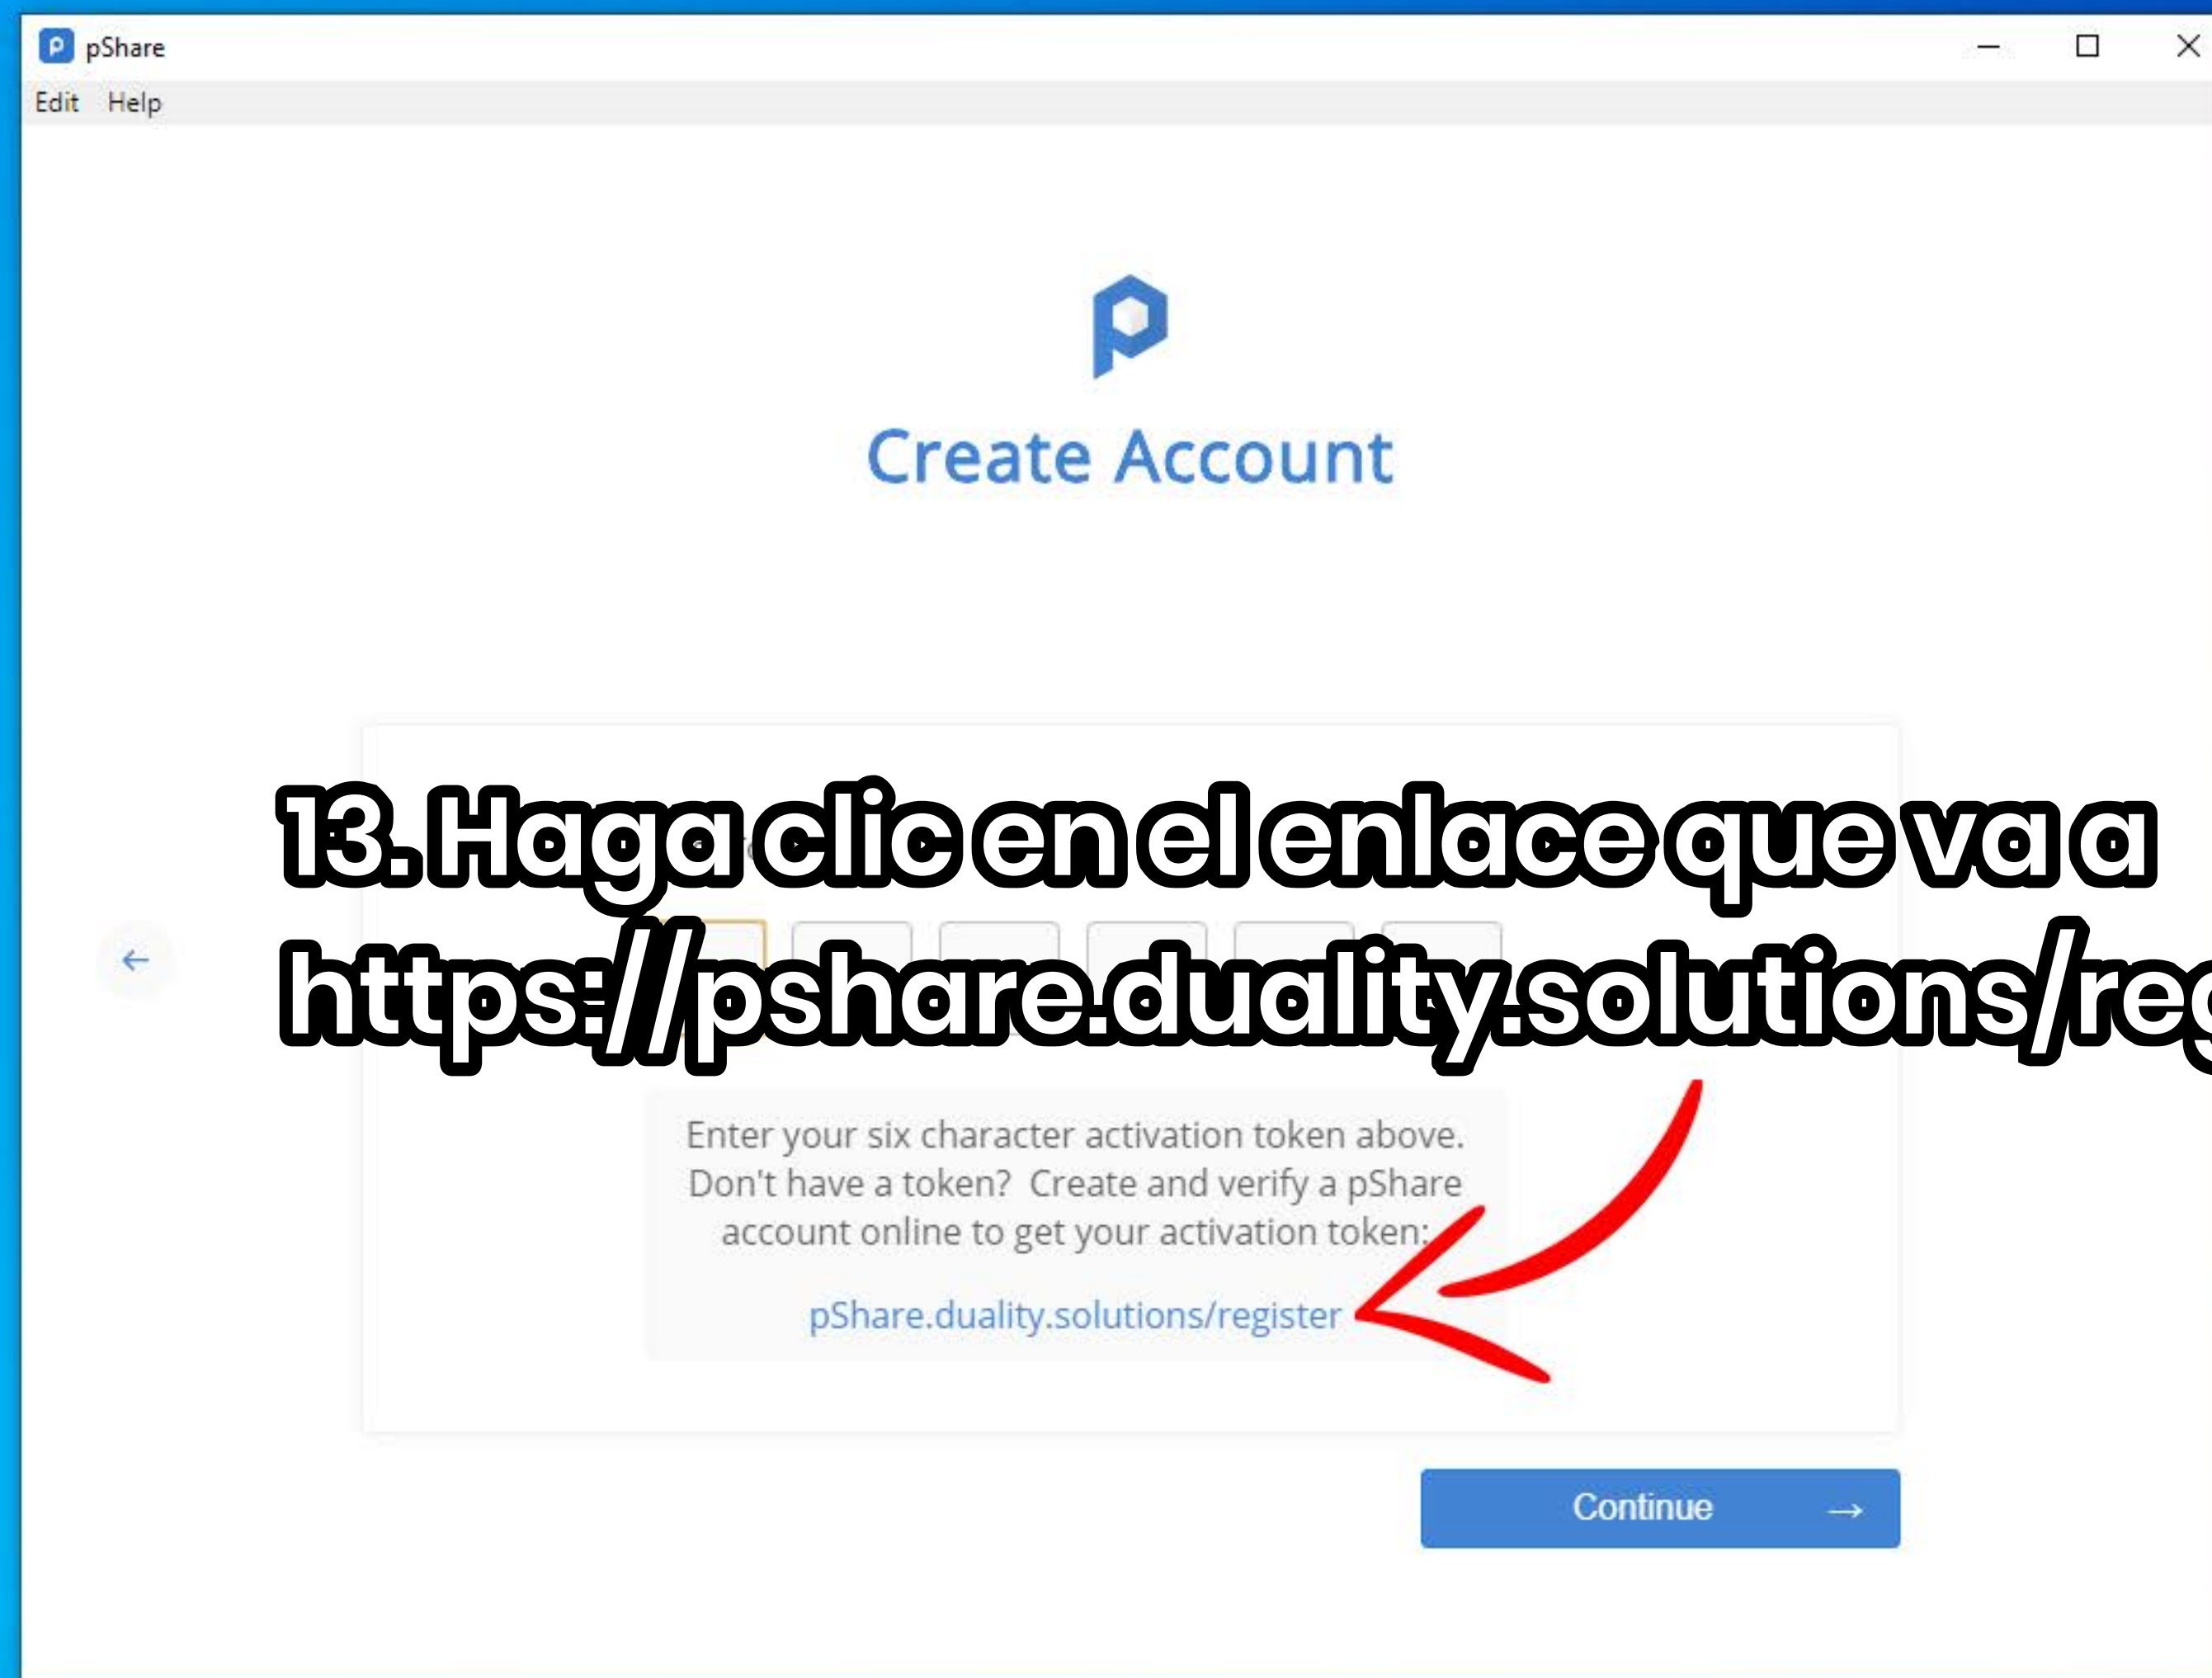 pShare
Edit Help
Create Account
13. Haga clic en el enlace que va a
https://pshare.duality.solutions/reg
Enter your six character activation token above.
Don't have a token? Create and verify a pShare
account online to get your activation token:
pShare.duality.solutions/register
Continue →